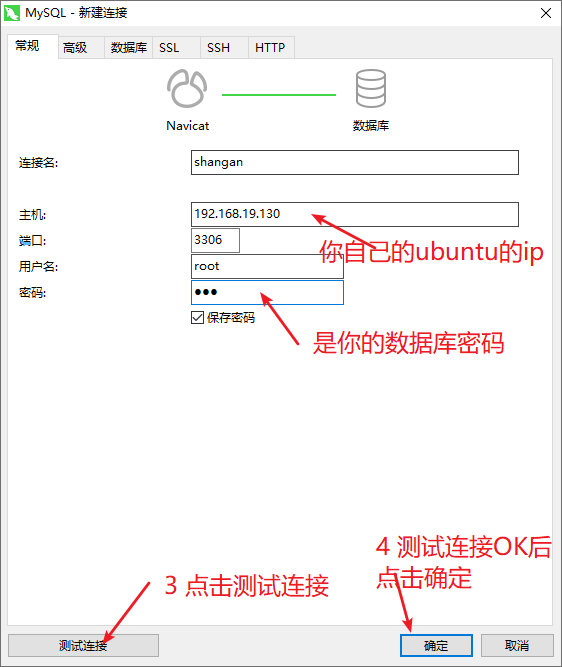 MySQL - 新建连接
常规 高级 数据库 SSL SSH HTTP
Navicat 数据库
连接名: shangan
主机: 192.168.19.130
端口: 3306
你自己的ubuntu的ip
用户名: root
密码: ●●●
保存密码
是你的数据库密码
4 测试连接OK后
点击确定
3 点击测试连接
测试连接 确定 取消